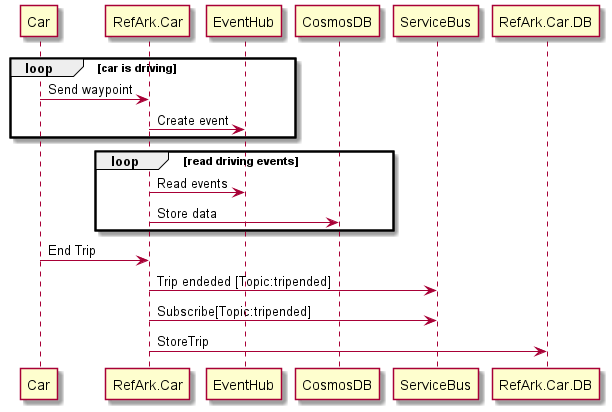 Car RefArk.Car EventHub CosmosDB ServiceBus RefArk.Car.DB
loop [car is driving]
Send waypoint
Create event
loop [read driving events]
Read events
Store data
End Trip
Trip endeded [Topic:tripended]
Subscribe[Topic:tripended]
StoreTrip
Car RefArk.Car EventHub CosmosDB ServiceBus RefArk.Car.DB